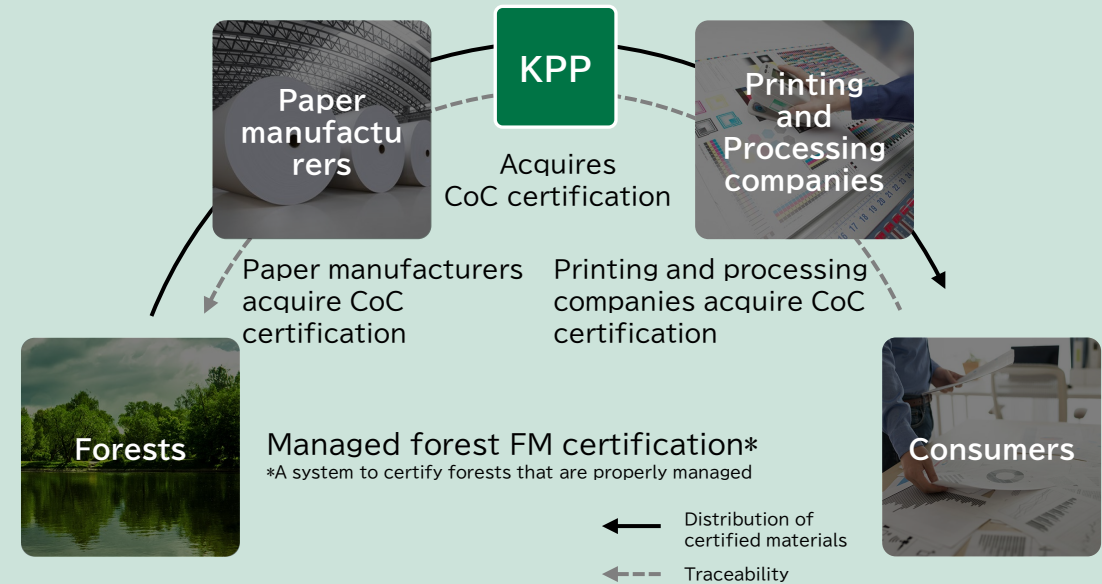 KPP
Paper
manufactu
rers
Printing
and
Processing
companies
Acquires
CoC certification
Paper manufacturers
acquire CoC
certification
Printing and processing
companies acquire CoC
certification
Forests
Managed forest FM certification*
*A system to certify forests that are properly managed
Consumers
Distribution of
certified materials
Traceability